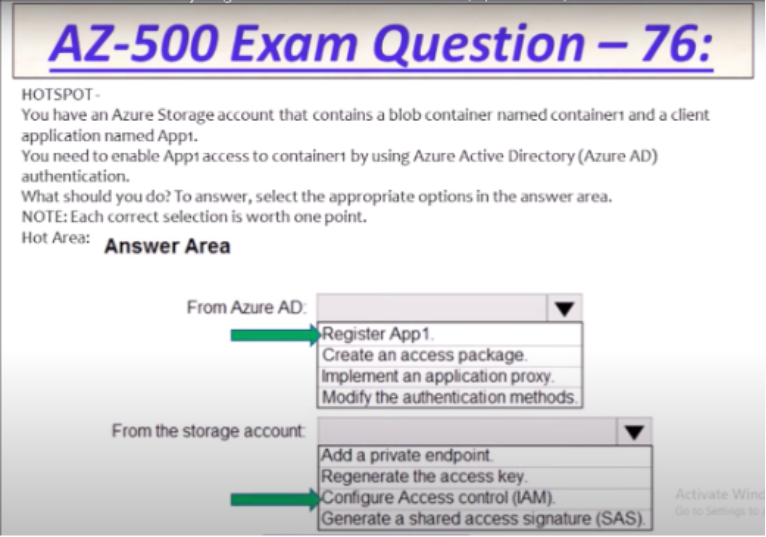 AZ-500 Exam Question – 76:
HOTSPOT -
You have an Azure Storage account that contains a blob container named container1 and a client
application named App1.
You need to enable App1 access to container1 by using Azure Active Directory (Azure AD)
authentication.
What should you do? To answer, select the appropriate options in the answer area.
NOTE: Each correct selection is worth one point.
Hot Area:
Answer Area
From Azure AD:
Register App1.
Create an access package.
Implement an application proxy.
Modify the authentication methods.
From the storage account:
Add a private endpoint.
Regenerate the access key.
Configure Access control (IAM).
Generate a shared access signature (SAS).
Activate Wind
Go to Settings to a